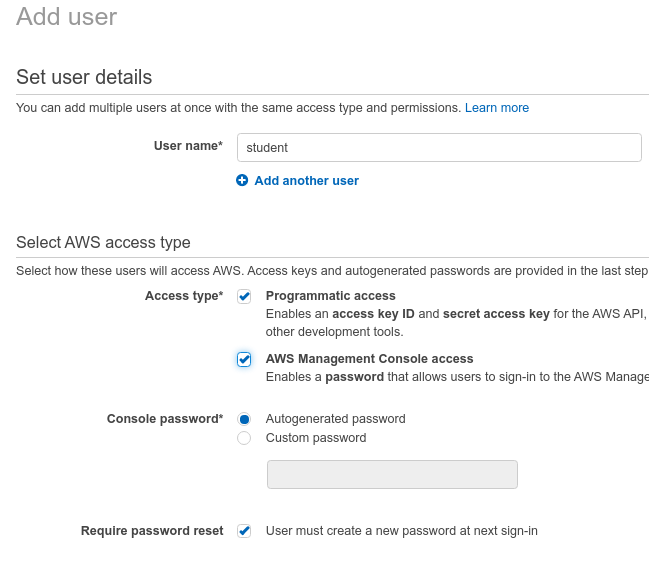 Add user
Set user details
You can add multiple users at once with the same access type and permissions. Learn more
User name*
student
Add another user
Select AWS access type
Select how these users will access AWS. Access keys and autogenerated passwords are provided in the last step
Access type*
Programmatic access
Enables an access key ID and secret access key for the AWS API,
other development tools.
AWS Management Console access
Enables a password that allows users to sign-in to the AWS Manage
Console password*
Autogenerated password
Custom password
Require password reset
User must create a new password at next sign-in